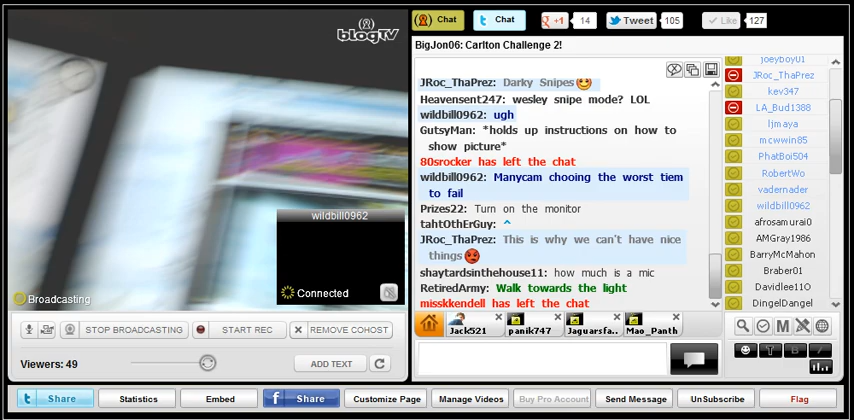 blogTV
wildbill0962
Broadcasting
Connected
STOP BROADCASTING
START REC
REMOVE COHOST
Viewers: 49
ADD TEXT
Chat
Chat
+1 14
Tweet 105
Like 127
BigJon06: Carlton Challenge 2!
JRoc_ThaPrez: Darky Snipes
Heavensent247: wesley snipe mode? LOL
wildbill0962: ugh
GutsyMan: *holds up instructions on how to
show picture*
80srocker has left the chat
wildbill0962: Manycam chooing the worst tiem
to fail
Prizes22: Turn on the monitor
tahtOthErGuy: ^
JRoc_ThaPrez: This is why we can't have nice
things
shaytardsinthehouse11: how much is a mic
RetiredArmy: Walk towards the light
misskkendell has left the chat
Jack521
panik747
Jaguarsfa..
Mao_Panth
joeyboy01
JRoc_ThaPrez
kev347
LA_Bud1388
ljmaya
mcwwin85
PhatBoi504
RobertWo
vadernader
wildbill0962
afrosamurai0
AMGray1986
BarryMcMahon
Braber01
Davidlee11O
DingelDangel
M
T
B
I
Share
Statistics
Embed
Share
Customize Page
Manage Videos
Buy Pro Account
Send Message
UnSubscribe
Flag